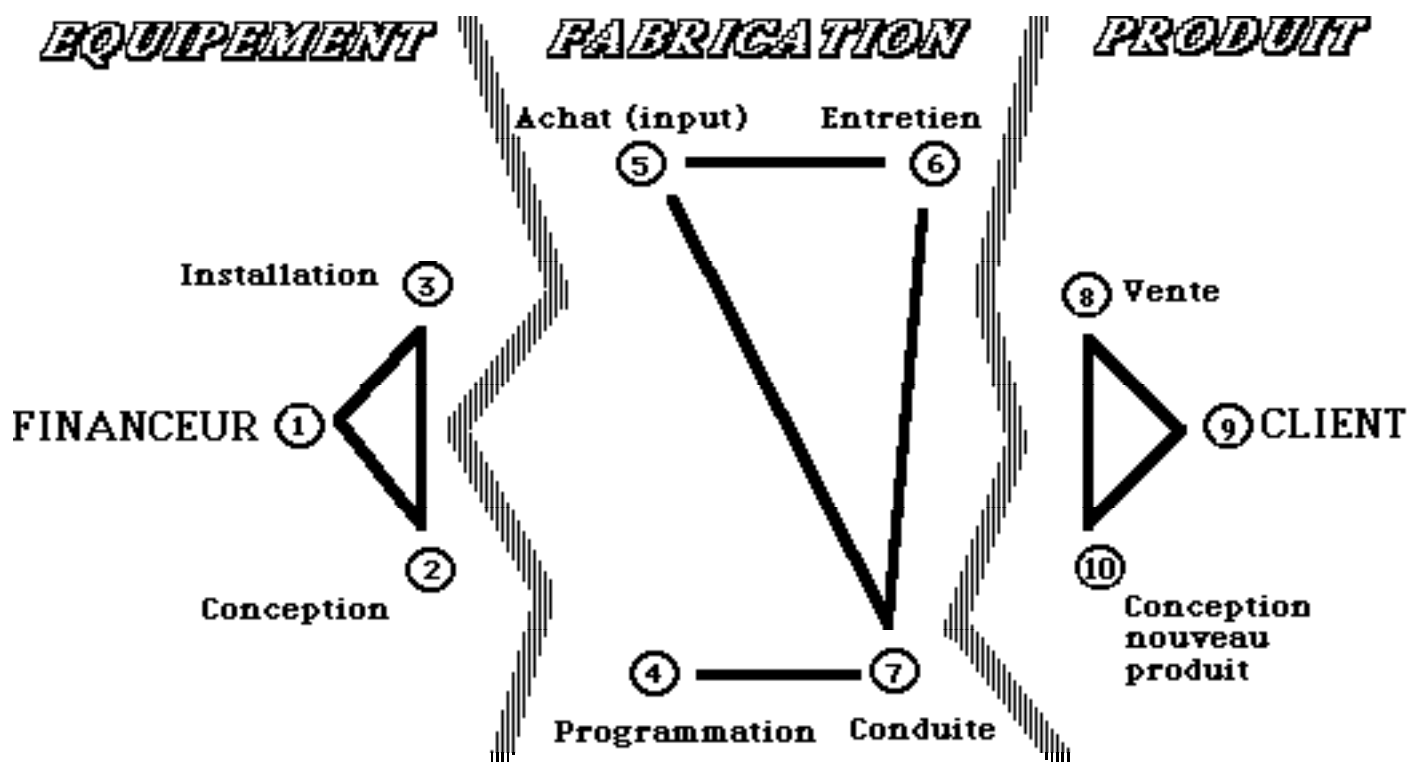 EQUIPEMENT
FABRICATION
PRODUIT
Achat (input)
Entretien
5
6
Installation
3
8
Vente
FINANCEUR
1
9
CLIENT
2
10
Conception
Conception
nouveau
produit
4
7
Programmation
Conduite